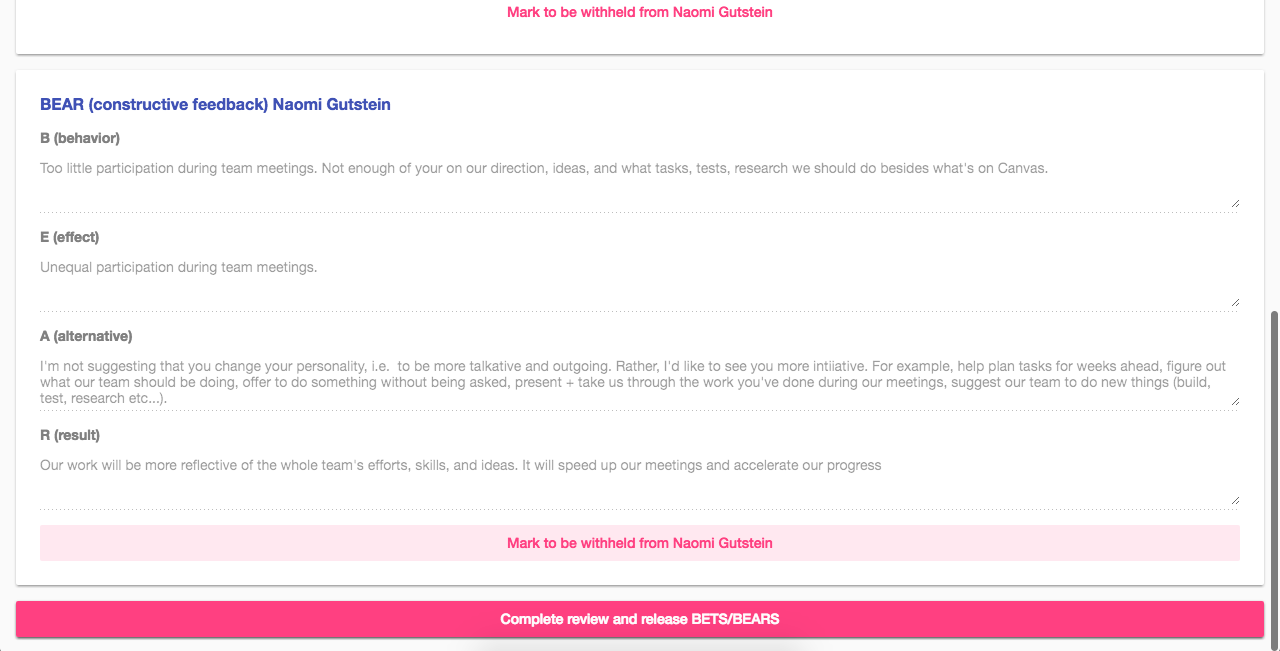 Mark to be withheld from Naomi Gutstein
BEAR (constructive feedback) Naomi Gutstein
B (behavior)
Too little participation during team meetings. Not enough of your on our direction, ideas, and what tasks, tests, research we should do besides what's on Canvas.
E (effect)
Unequal participation during team meetings.
A (alternative)
I'm not suggesting that you change your personality, i.e.  to be more talkative and outgoing. Rather, I'd like to see you more intiiative. For example, help plan tasks for weeks ahead, figure out
what our team should be doing, offer to do something without being asked, present + take us through the work you've done during our meetings, suggest our team to do new things (build,
test, research etc...).
R (result)
Our work will be more reflective of the whole team's efforts, skills, and ideas. It will speed up our meetings and accelerate our progress
Mark to be withheld from Naomi Gutstein
Complete review and release BETS/BEARS